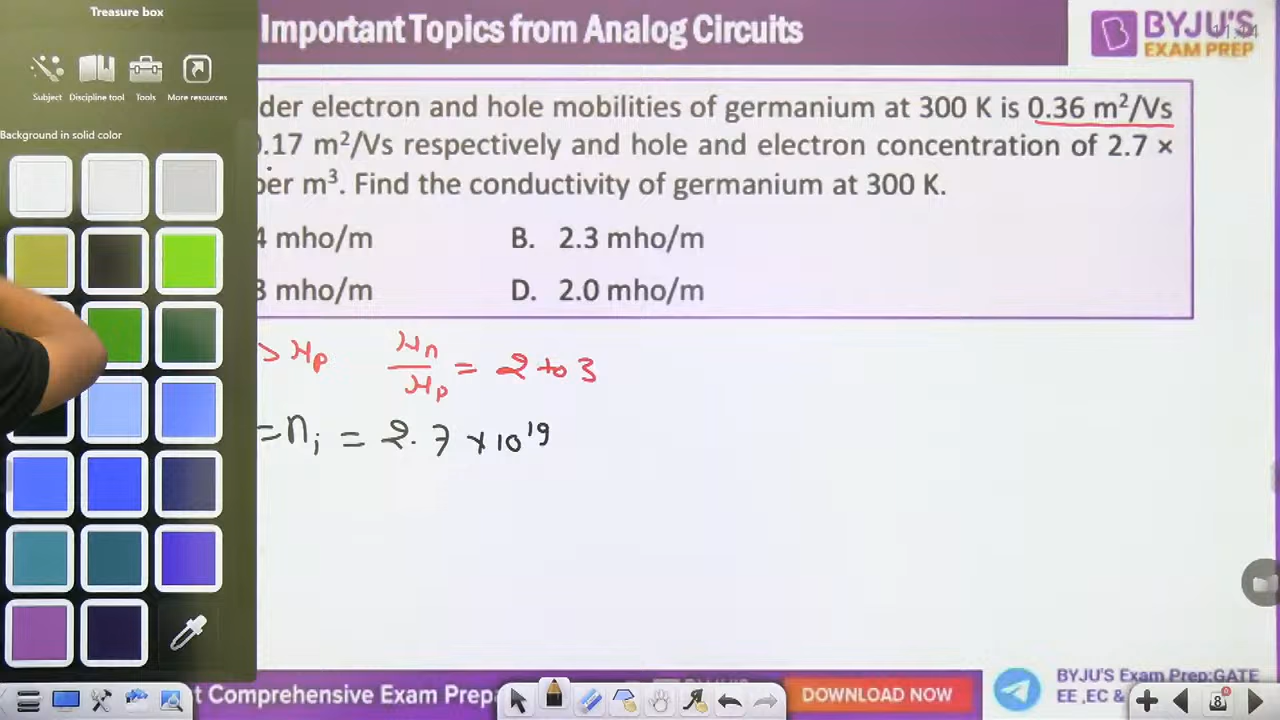 Treasure box
Subject Discipline tool Tools More resources
Background in solid color
Important Topics from Analog Circuits
BYJU'S
EXAM PREP
der electron and hole mobilities of germanium at 300 K is 0.36 m²/Vs
.17 m²/Vs respectively and hole and electron concentration of 2.7 ×
per m³. Find the conductivity of germanium at 300 K.
4 mho/m B. 2.3 mho/m
3 mho/m D. 2.0 mho/m
> μp μn/μp = 2 to 3
= ni = 2.7 × 10¹⁹
t Comprehensive Exam Prepa
DOWNLOAD NOW
BYJU'S Exam Prep:GATE
EE ,EC &
8